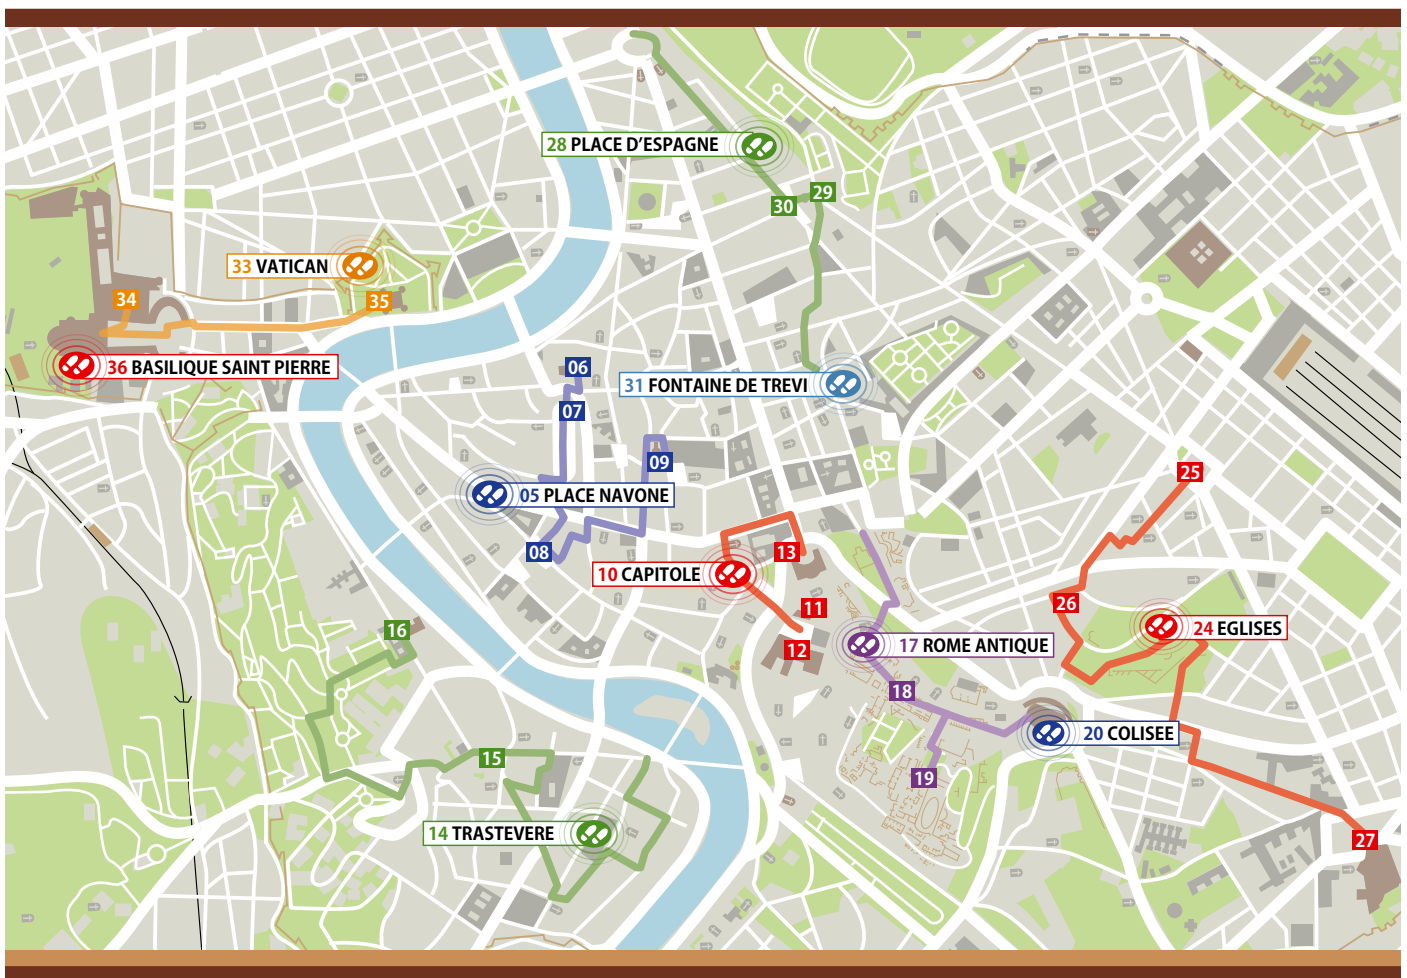 28 PLACE D'ESPAGNE
29
30
33 VATICAN
34
35
36 BASILIQUE SAINT PIERRE
06
31 FONTAINE DE TREVI
07
09
25
05 PLACE NAVONE
08
13
10 CAPITOLE
26
11
24 EGLISES
16
12
17 ROME ANTIQUE
18
20 COLISEE
15
19
14 TRASTEVERE
27